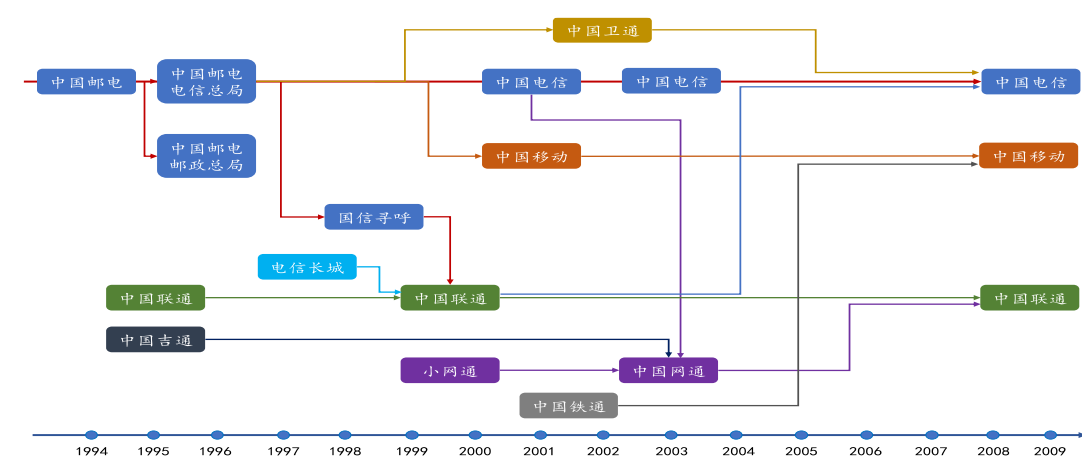 中国卫通
中国邮电
中国邮电
电信总局
中国电信
中国电信
中国电信
中国邮电
邮政总局
中国移动
中国移动
国信寻呼
电信长城
中国联通
中国联通
中国联通
中国吉通
小网通
中国网通
中国铁通
1994 1995 1996 1997 1998 1999 2000 2001 2002 2003 2004 2005 2006 2007 2008 2009